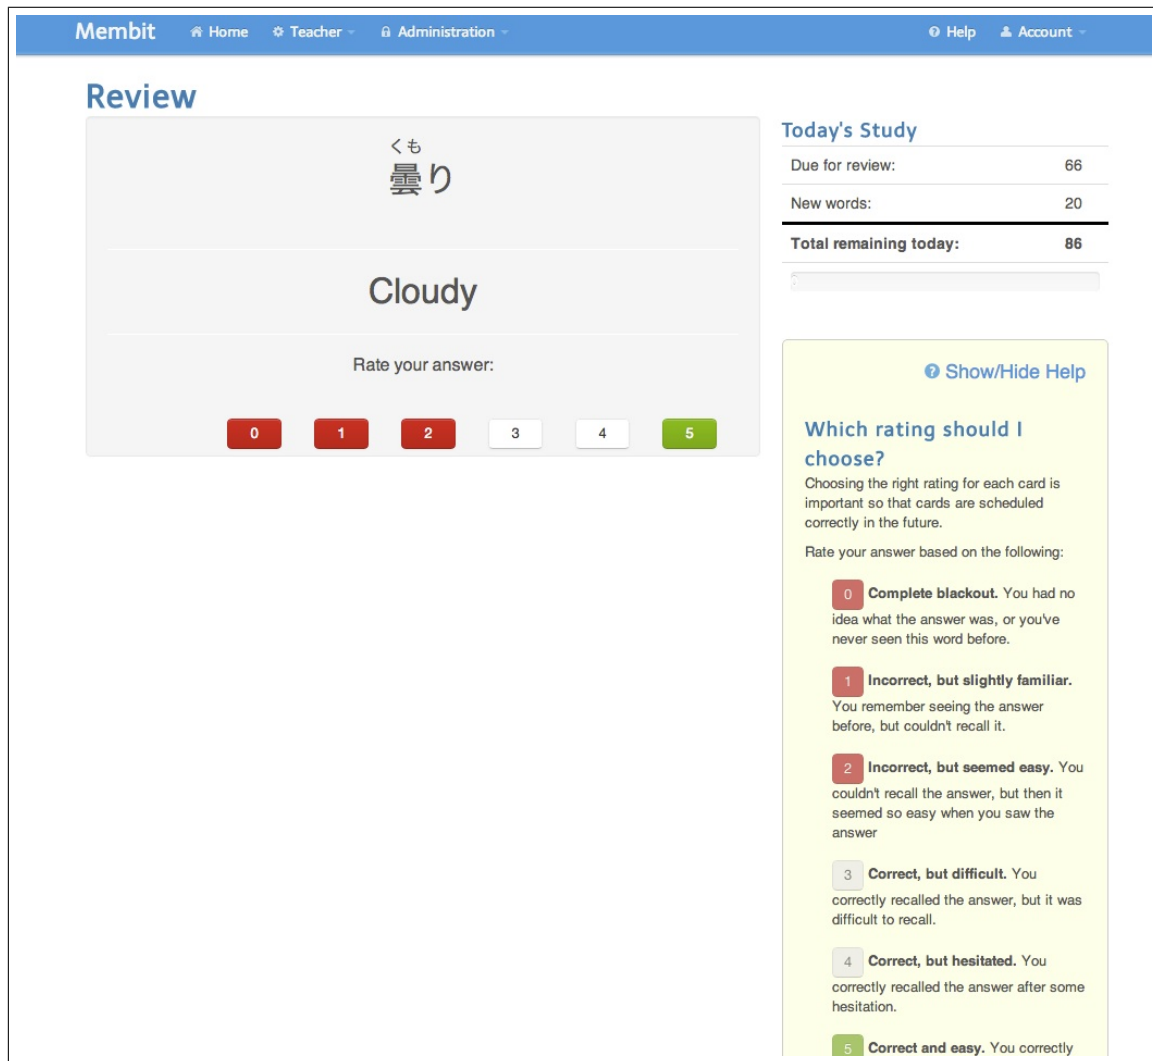 Membit Home Teacher Administration Help Account
Review
くも
曇り
Cloudy
Rate your answer:
0 1 2 3 4 5
Today's Study
Due for review: 66
New words: 20
Total remaining today: 86
Show/Hide Help
Which rating should I
choose?
Choosing the right rating for each card is
important so that cards are scheduled
correctly in the future.
Rate your answer based on the following:
0 Complete blackout. You had no
idea what the answer was, or you've
never seen this word before.
1 Incorrect, but slightly familiar.
You remember seeing the answer
before, but couldn't recall it.
2 Incorrect, but seemed easy. You
couldn't recall the answer, but then it
seemed so easy when you saw the
answer
3 Correct, but difficult. You
correctly recalled the answer, but it was
difficult to recall.
4 Correct, but hesitated. You
correctly recalled the answer after some
hesitation.
5 Correct and easy. You correctly